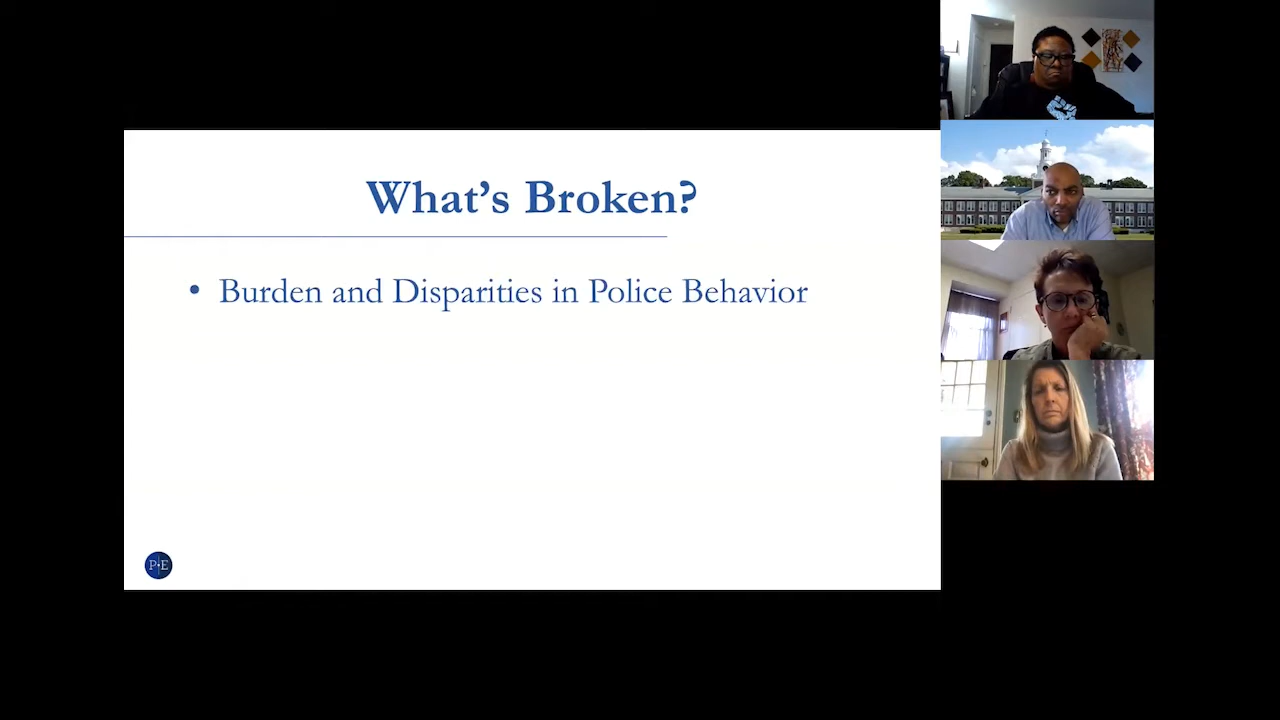 What's Broken?
• Burden and Disparities in Police Behavior
P+E